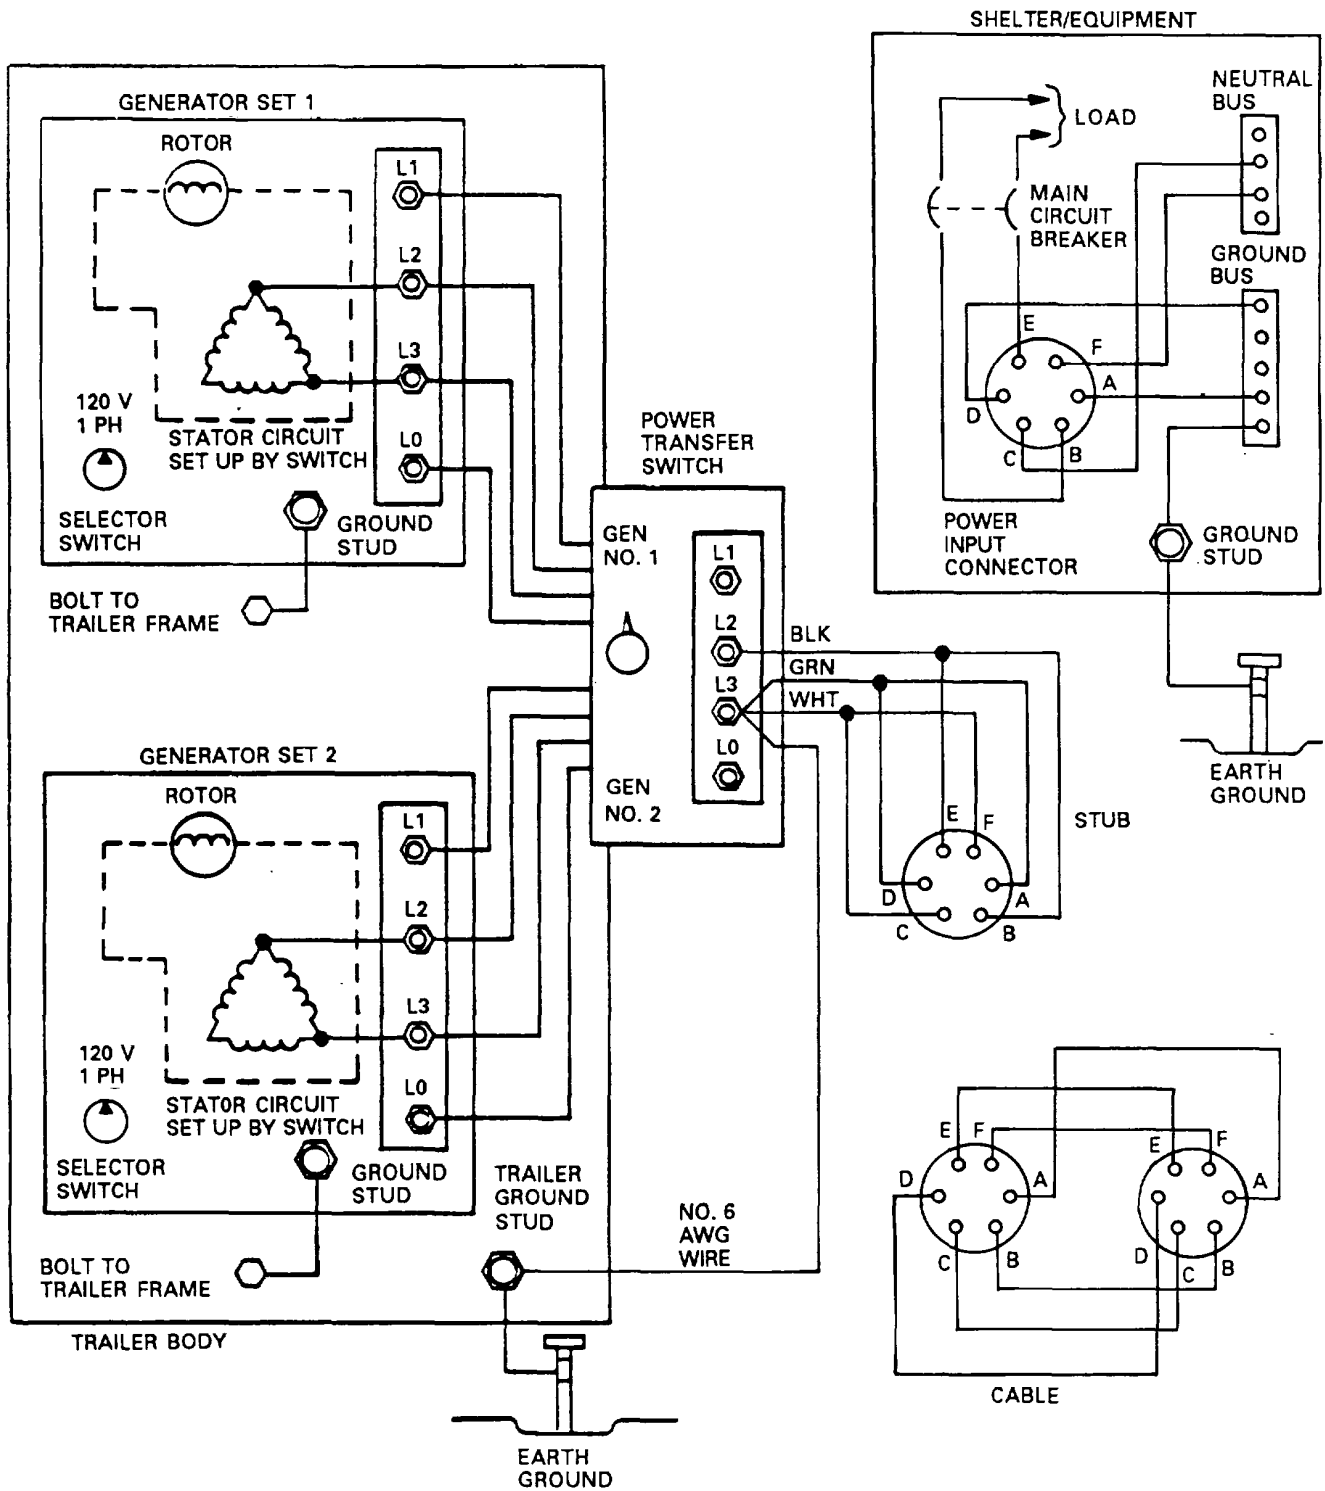 SHELTER/EQUIPMENT
NEUTRAL
BUS
LOAD
MAIN
CIRCUIT
BREAKER
GROUND
BUS
E
F
A
D
C
B
POWER
INPUT
CONNECTOR
GROUND
STUD
EARTH
GROUND
GENERATOR SET 1
ROTOR
L1
L2
L3
L0
120 V
1 PH
STATOR CIRCUIT
SET UP BY SWITCH
SELECTOR
SWITCH
GROUND
STUD
BOLT TO
TRAILER FRAME
POWER
TRANSFER
SWITCH
GEN
NO. 1
L1
L2
L3
L0
GEN
NO. 2
BLK
GRN
WHT
E
F
D
A
C
B
STUB
GENERATOR SET 2
ROTOR
L1
L2
L3
L0
120 V
1 PH
STATOR CIRCUIT
SET UP BY SWITCH
SELECTOR
SWITCH
GROUND
STUD
BOLT TO
TRAILER FRAME
TRAILER
GROUND
STUD
NO. 6
AWG
WIRE
TRAILER BODY
EARTH
GROUND
E
F
D
A
C
B
E
F
A
D
C
B
CABLE